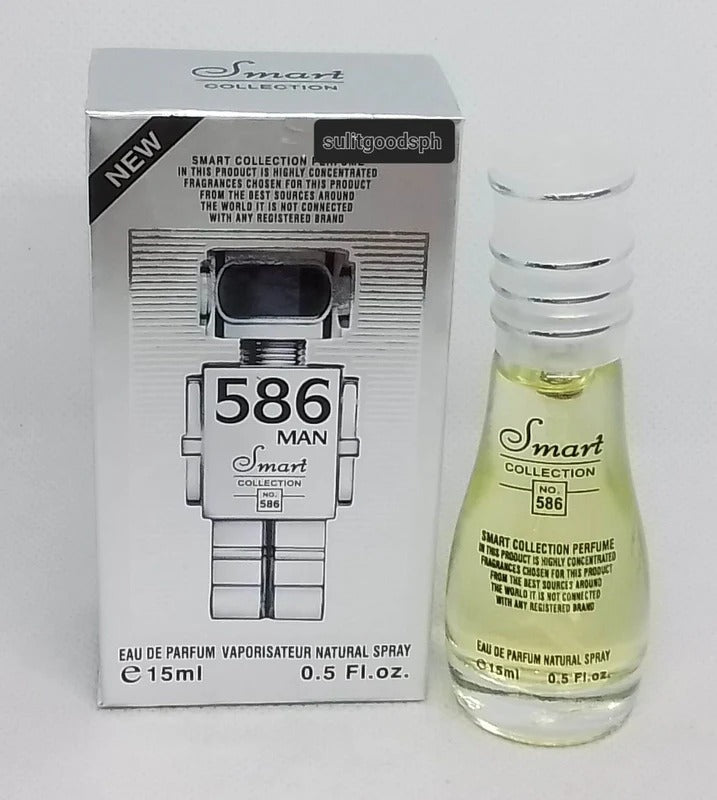 Smart
COLLECTION
NEW
sulitgoodsph
SMART COLLECTION
IN THIS PRODUCT IS HIGHLY CONCENTRATED
FRAGRANCES CHOSEN FOR THIS PRODUCT
FROM THE BEST SOURCES AROUND
THE WORLD IT IS NOT CONNECTED
WITH ANY REGISTERED BRAND
586
MAN
Smart
COLLECTION
NO.
586
EAU DE PARFUM VAPORISATEUR NATURAL SPRAY
℮15ml 0.5 Fl.oz.
Smart
COLLECTION
NO.
586
SMART COLLECTION PERFUME
IN THIS PRODUCT IS HIGHLY CONCENTRATED
FRAGRANCES CHOSEN FOR THIS PRODUCT
FROM THE BEST SOURCES AROUND
THE WORLD IT IS NOT CONNECTED
WITH ANY REGISTERED BRAND
EAU DE PARFUM NATURAL SPRAY
℮15ml 0.5 Fl.oz.